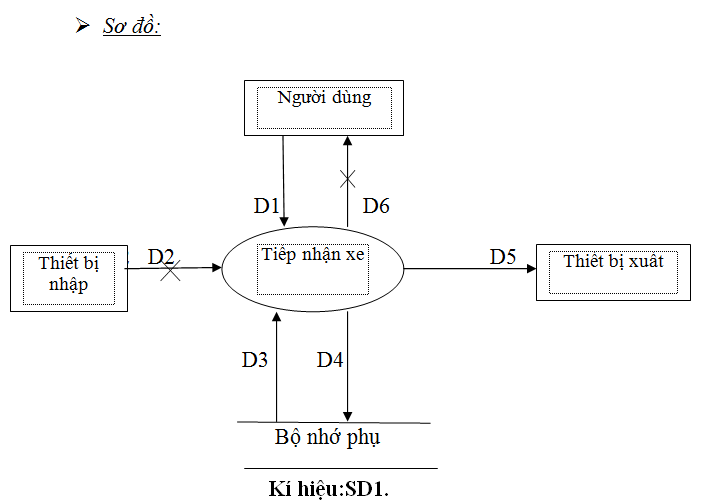 Sơ đồ:
Người dùng
D1
D6
Thiết bị
nhập
D2
Tiếp nhận xe
D5
Thiết bị xuất
D3
D4
Bộ nhớ phụ
Kí hiệu:SD1.